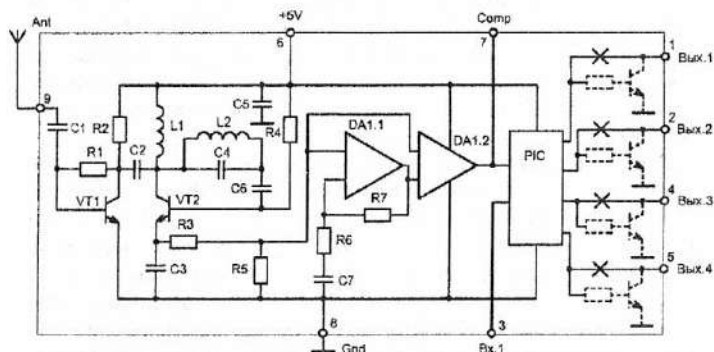 Ant
+5V
Comp
6
7
1
Вых.1
9
C1
R2
L1
L2
C5
R4
DA1.1
DA1.2
2
Вых.2
R1
C2
C4
C6
PIC
VT1
VT2
R7
4
Вых.3
R3
R6
5
Вых.4
C3
R5
C7
8
3
Gnd
Вх.1